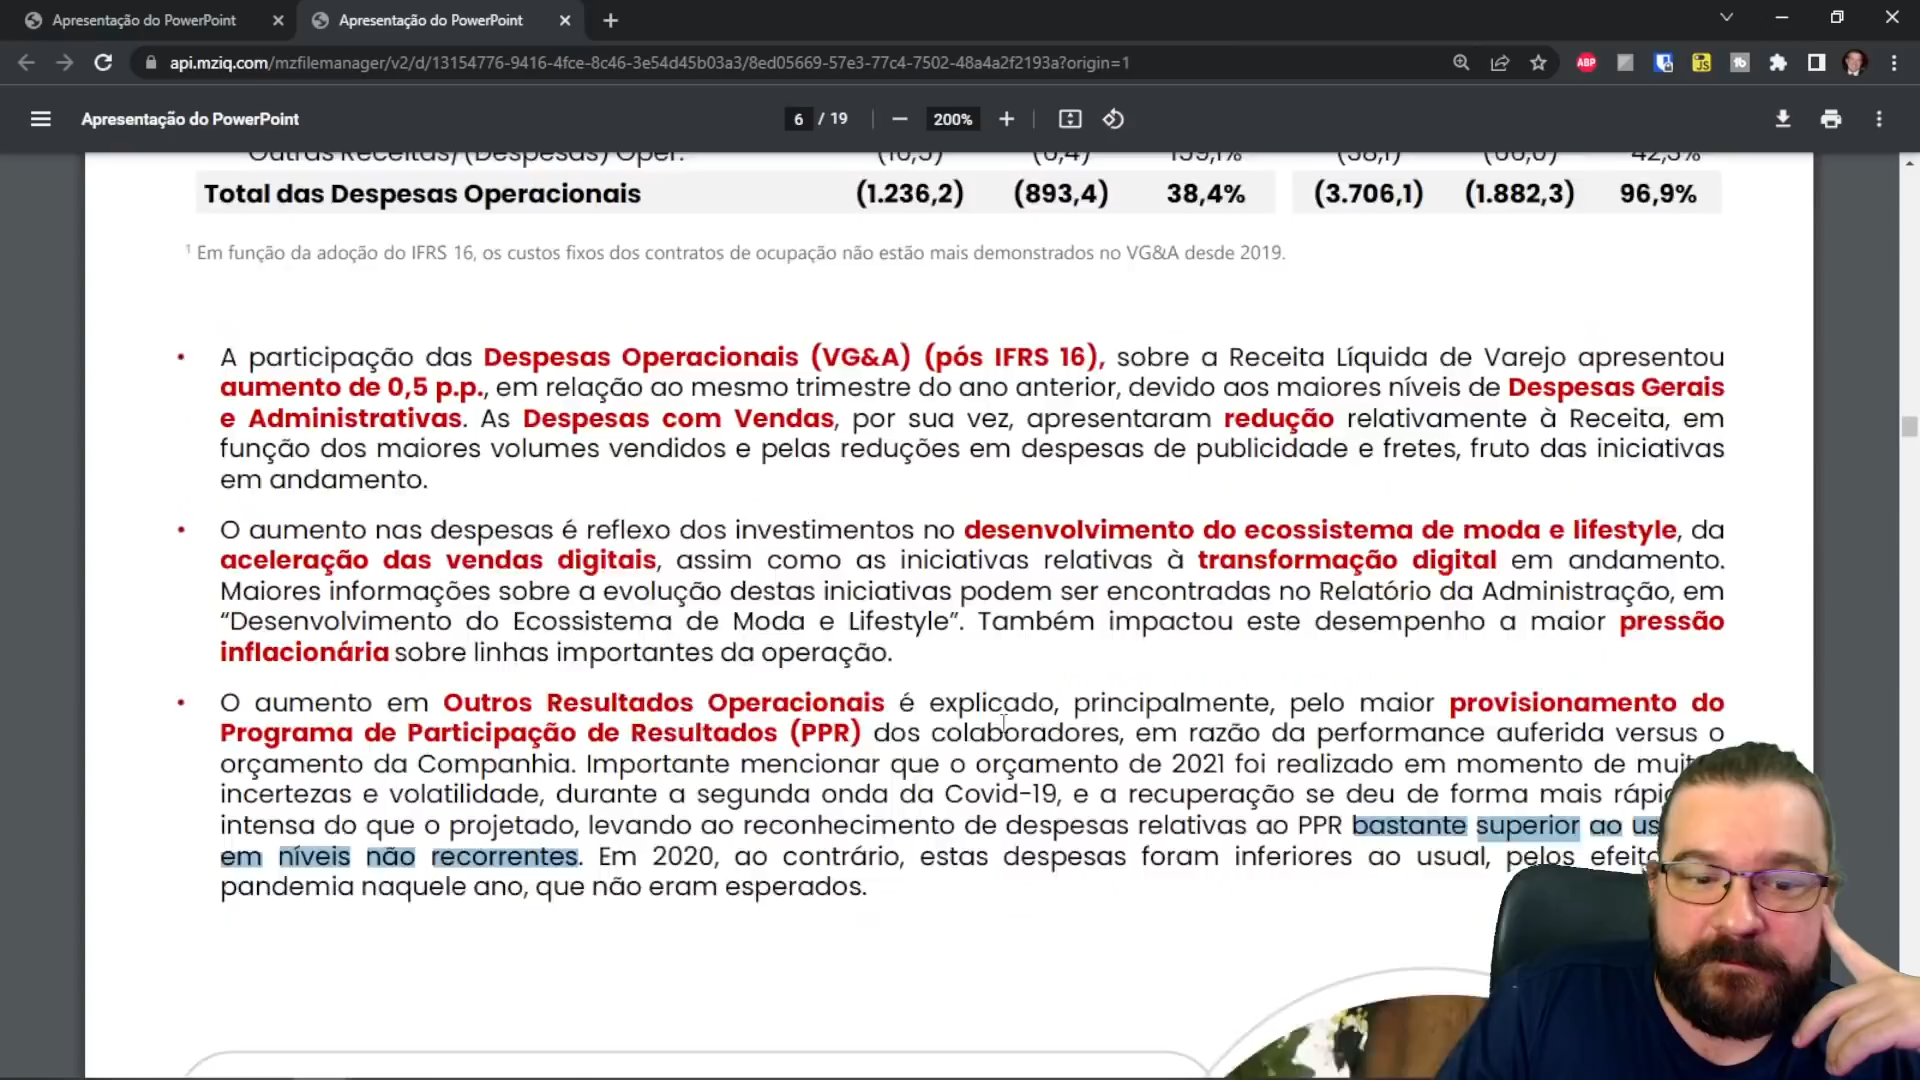 Apresentação do PowerPoint
Apresentação do PowerPoint
api.mziq.com/mzfilemanager/v2/d/13154776-9416-4fce-8c46-3e54d45b03a3/8ed05669-57e3-77c4-7502-48a4a2f2193a?origin=1
ABP
Apresentação do PowerPoint
6 / 19
200%
Outras Receitas/(Despesas) Oper.
Total das Despesas Operacionais (1.236,2) (893,4) 38,4% (3.706,1) (1.882,3) 96,9%
1 Em função da adoção do IFRS 16, os custos fixos dos contratos de ocupação não estão mais demonstrados no VG&A desde 2019.
• A participação das Despesas Operacionais (VG&A) (pós IFRS 16), sobre a Receita Líquida de Varejo apresentou
aumento de 0,5 p.p., em relação ao mesmo trimestre do ano anterior, devido aos maiores níveis de Despesas Gerais
e Administrativas. As Despesas com Vendas, por sua vez, apresentaram redução relativamente à Receita, em
função dos maiores volumes vendidos e pelas reduções em despesas de publicidade e fretes, fruto das iniciativas
em andamento.
• O aumento nas despesas é reflexo dos investimentos no desenvolvimento do ecossistema de moda e lifestyle, da
aceleração das vendas digitais, assim como as iniciativas relativas à transformação digital em andamento.
Maiores informações sobre a evolução destas iniciativas podem ser encontradas no Relatório da Administração, em
“Desenvolvimento do Ecossistema de Moda e Lifestyle”. Também impactou este desempenho a maior pressão
inflacionária sobre linhas importantes da operação.
• O aumento em Outros Resultados Operacionais é explicado, principalmente, pelo maior provisionamento do
Programa de Participação de Resultados (PPR) dos colaboradores, em razão da performance auferida versus o
orçamento da Companhia. Importante mencionar que o orçamento de 2021 foi realizado em momento de
incertezas e volatilidade, durante a segunda onda da Covid-19, e a recuperação se deu de forma mais
intensa do que o projetado, levando ao reconhecimento de despesas relativas ao PPR bastante superior ao
em níveis não recorrentes. Em 2020, ao contrário, estas despesas foram inferiores ao usual, pelos
pandemia naquele ano, que não eram esperados.